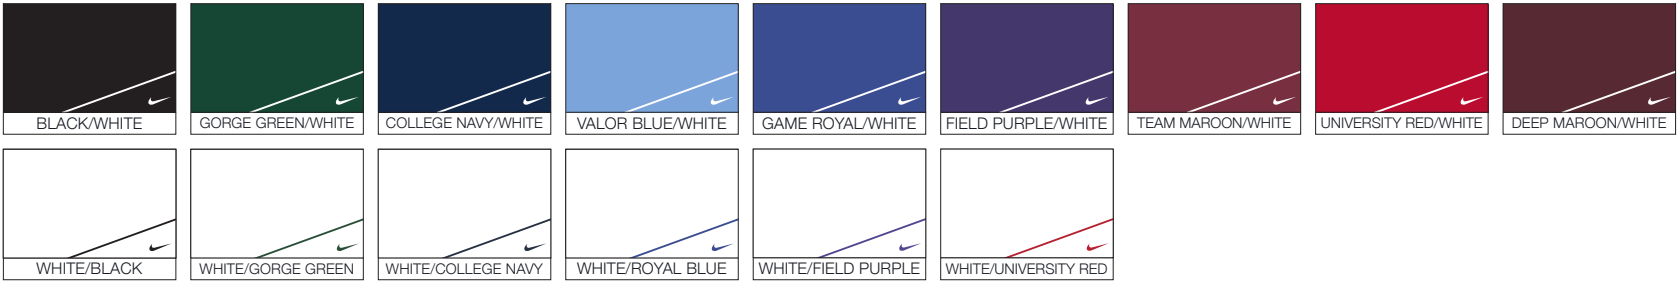 BLACK/WHITE
GORGE GREEN/WHITE
COLLEGE NAVY/WHITE
VALOR BLUE/WHITE
GAME ROYAL/WHITE
FIELD PURPLE/WHITE
TEAM MAROON/WHITE
UNIVERSITY RED/WHITE
DEEP MAROON/WHITE
WHITE/BLACK
WHITE/GORGE GREEN
WHITE/COLLEGE NAVY
WHITE/ROYAL BLUE
WHITE/FIELD PURPLE
WHITE/UNIVERSITY RED